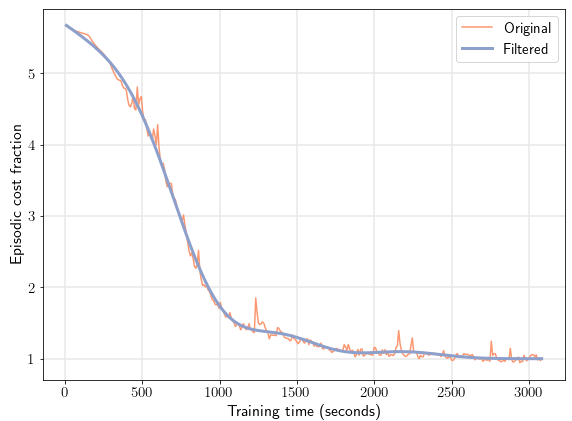 Original
Filtered
Episodic cost fraction
5
4
3
2
1
0 500 1000 1500 2000 2500 3000
Training time (seconds)